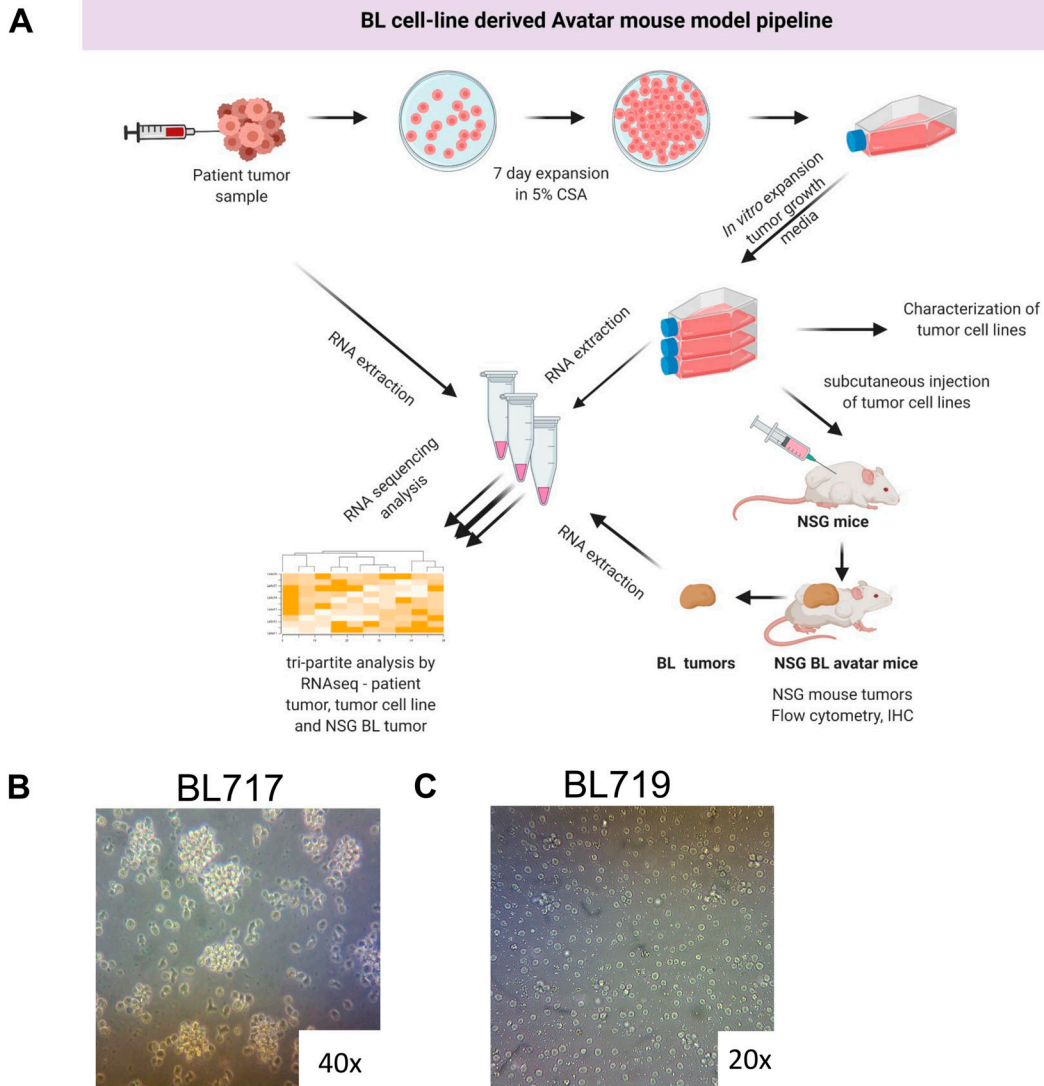 A
BL cell-line derived Avatar mouse model pipeline
Patient tumor
sample
7 day expansion
in 5% CSA
In vitro expansion
tumor growth
media
RNA extraction
RNA extraction
Characterization of
tumor cell lines
subcutaneous injection
of tumor cell lines
NSG mice
RNA sequencing
analysis
RNA extraction
BL tumors
NSG BL avatar mice
NSG mouse tumors
Flow cytometry, IHC
tri-partite analysis by
RNAseq - patient
tumor, tumor cell line
and NSG BL tumor
B
BL717
40x
C
BL719
20x